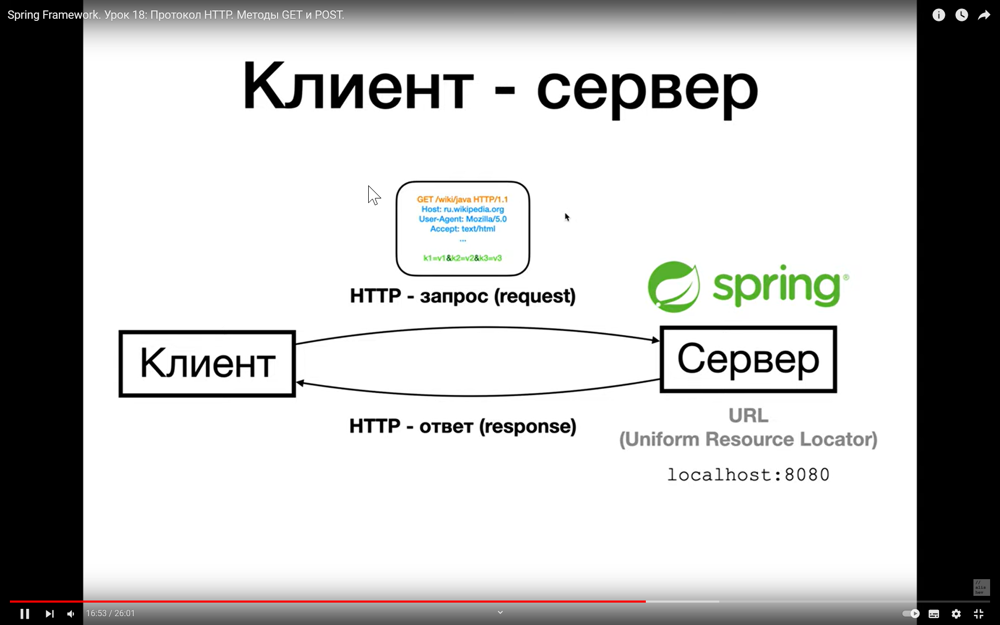 Spring Framework. Урок 18: Протокол HTTP. Методы GET и POST.
Клиент - сервер
GET /wiki/java HTTP/1.1
Host: ru.wikipedia.org
User-Agent: Mozilla/5.0
Accept: text/html
...
k1=v1&k2=v2&k3=v3
HTTP - запрос (request)
spring®
Клиент
Сервер
HTTP - ответ (response)
URL
(Uniform Resource Locator)
localhost:8080
//
alis
hev
16:53 / 26:01